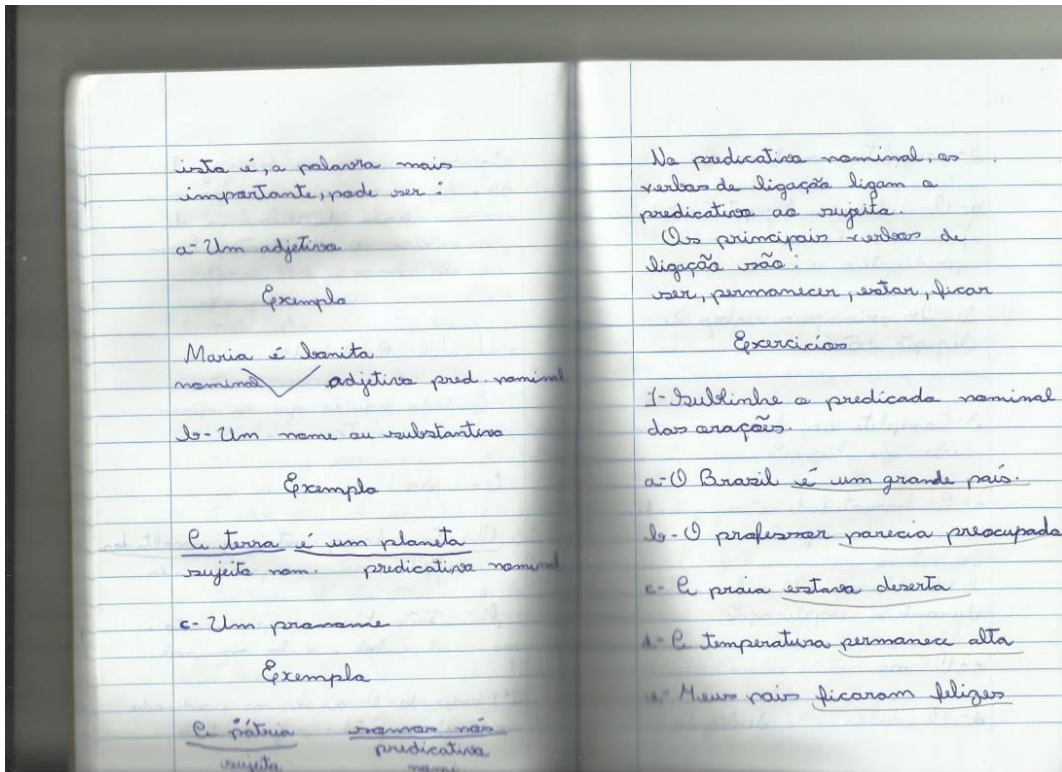 isto é, a palavra mais
importante, pode ser:
a- Um adjetivo
Exemplo
Maria é bonita
nominal adjetivo pred. nominal
b- Um nome ou substantivo
Exemplo
A terra é um planeta
sujeito nom. predicativo nominal
c- Um pronome
Exemplo
A pátria somos nós
sujeito predicativo
nomi
No predicativo nominal, os
verbos de ligação ligam o
predicativo ao sujeito.
Os principais verbos de
ligação são:
ser, permanecer, estar, ficar
Exercícios
1- Sublinhe o predicado nominal
das orações.
a- O Brazil é um grande país.
b- O professor parecia preocupado
c- A praia estava deserta
d- A temperatura permanece alta
e- Meus pais ficaram felizes